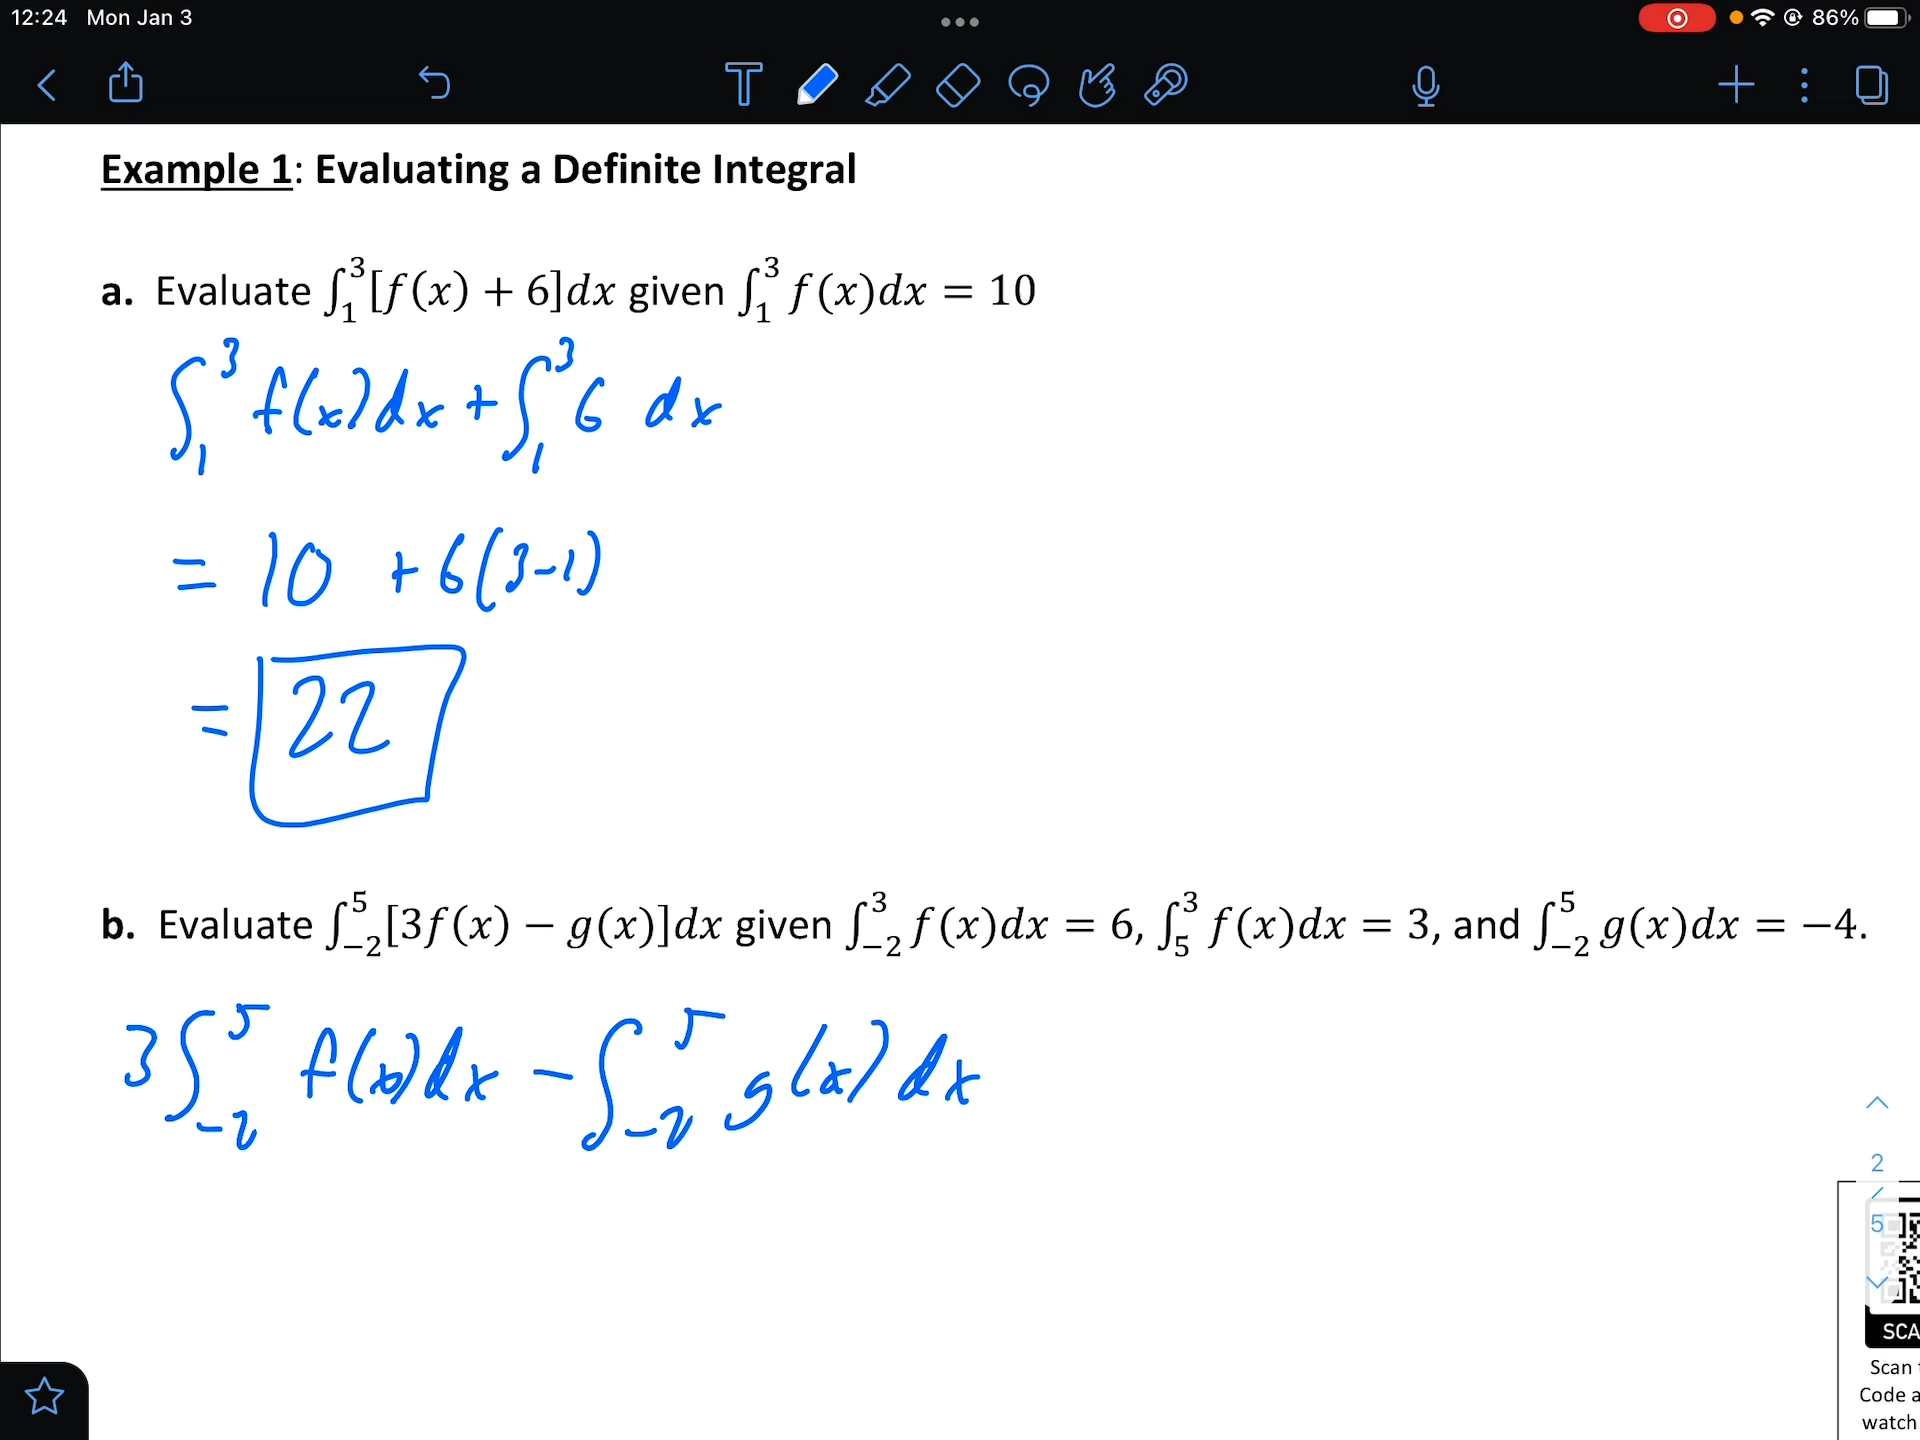 12:24 Mon Jan 3
86%
Example 1: Evaluating a Definite Integral
a. Evaluate ∫₁³[f(x) + 6]dx given ∫₁³ f(x)dx = 10
∫₁³ f(x)dx + ∫₁³ 6 dx
= 10 + 6(3-1)
= 22
b. Evaluate ∫₋₂⁵[3f(x) − g(x)]dx given ∫₋₂³ f(x)dx = 6, ∫₅³ f(x)dx = 3, and ∫₋₂⁵ g(x)dx = −4.
3∫₋₂⁵ f(x)dx - ∫₋₂⁵ g(x)dx
2
/
5
SCA
Scan
Code a
watch